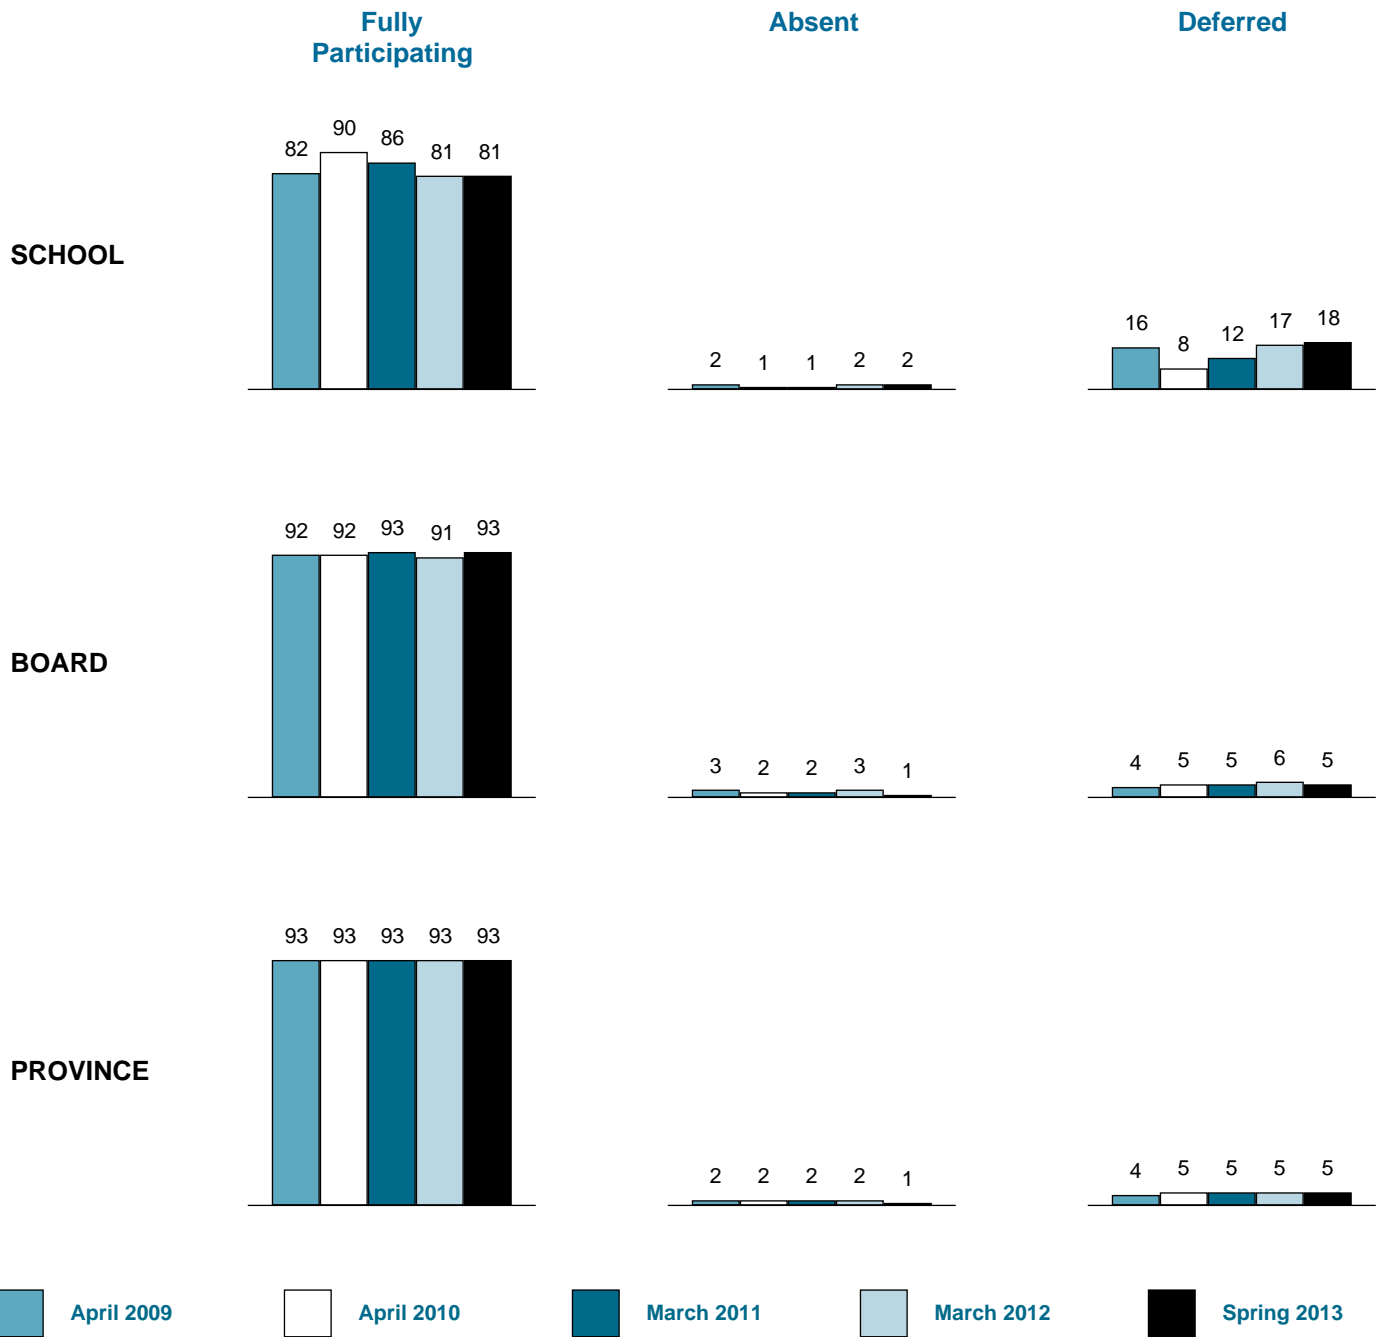 Fully
Participating
Absent
Deferred
SCHOOL
82 90 86 81 81
2 1 1 2 2
16 8 12 17 18
BOARD
92 92 93 91 93
3 2 2 3 1
4 5 5 6 5
PROVINCE
93 93 93 93 93
2 2 2 2 1
4 5 5 5 5
April 2009 April 2010 March 2011 March 2012 Spring 2013